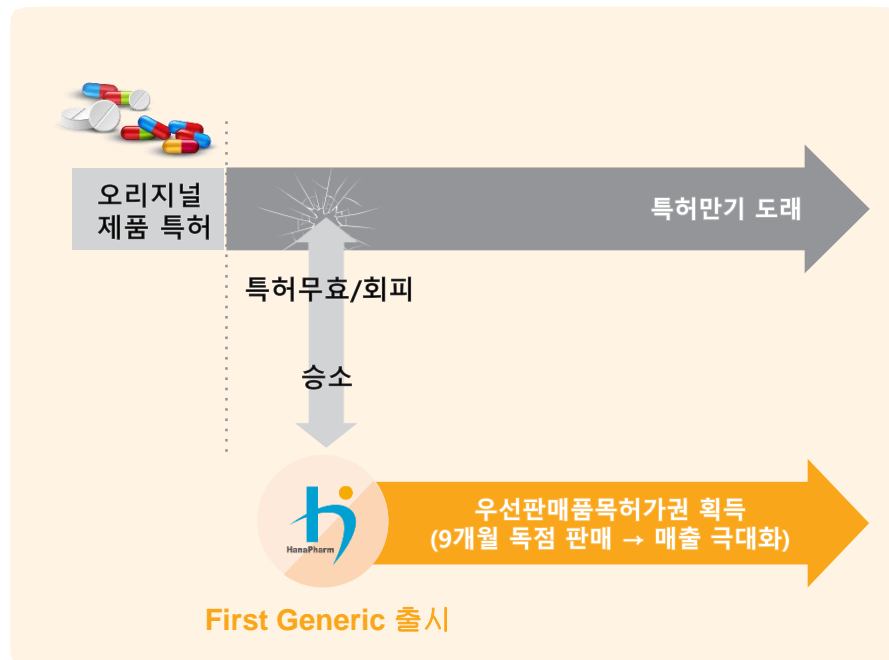 오리지널
제품 특허
특허만기 도래
특허무효/회피
승소
HanaPharm
우선판매품목허가권 획득
(9개월 독점 판매 → 매출 극대화)
First Generic 출시